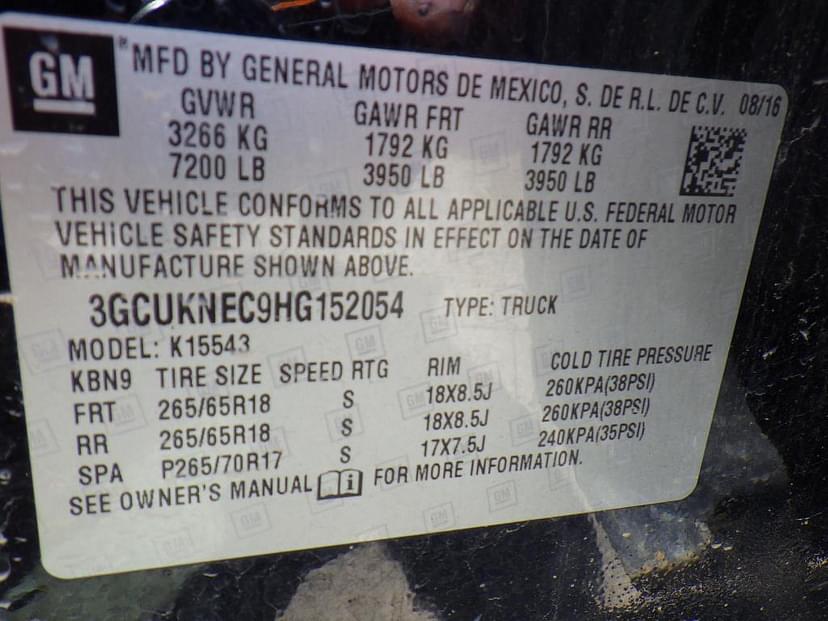 GM ® MFD BY GENERAL MOTORS DE MEXICO, S. DE R.L. DE C.V. 08/16
GVWR GAWR FRT GAWR RR
3266 KG 1792 KG 1792 KG
7200 LB 3950 LB 3950 LB
THIS VEHICLE CONFORMS TO ALL APPLICABLE U.S. FEDERAL MOTOR
VEHICLE SAFETY STANDARDS IN EFFECT ON THE DATE OF
MANUFACTURE SHOWN ABOVE.
3GCUKNEC9HG152054 TYPE: TRUCK
MODEL: K15543
KBN9 TIRE SIZE SPEED RTG RIM COLD TIRE PRESSURE
FRT 265/65R18 S 18X8.5J 260KPA(38PSI)
RR 265/65R18 S 18X8.5J 260KPA(38PSI)
SPA P265/70R17 S 17X7.5J 240KPA(35PSI)
SEE OWNER'S MANUAL i FOR MORE INFORMATION.